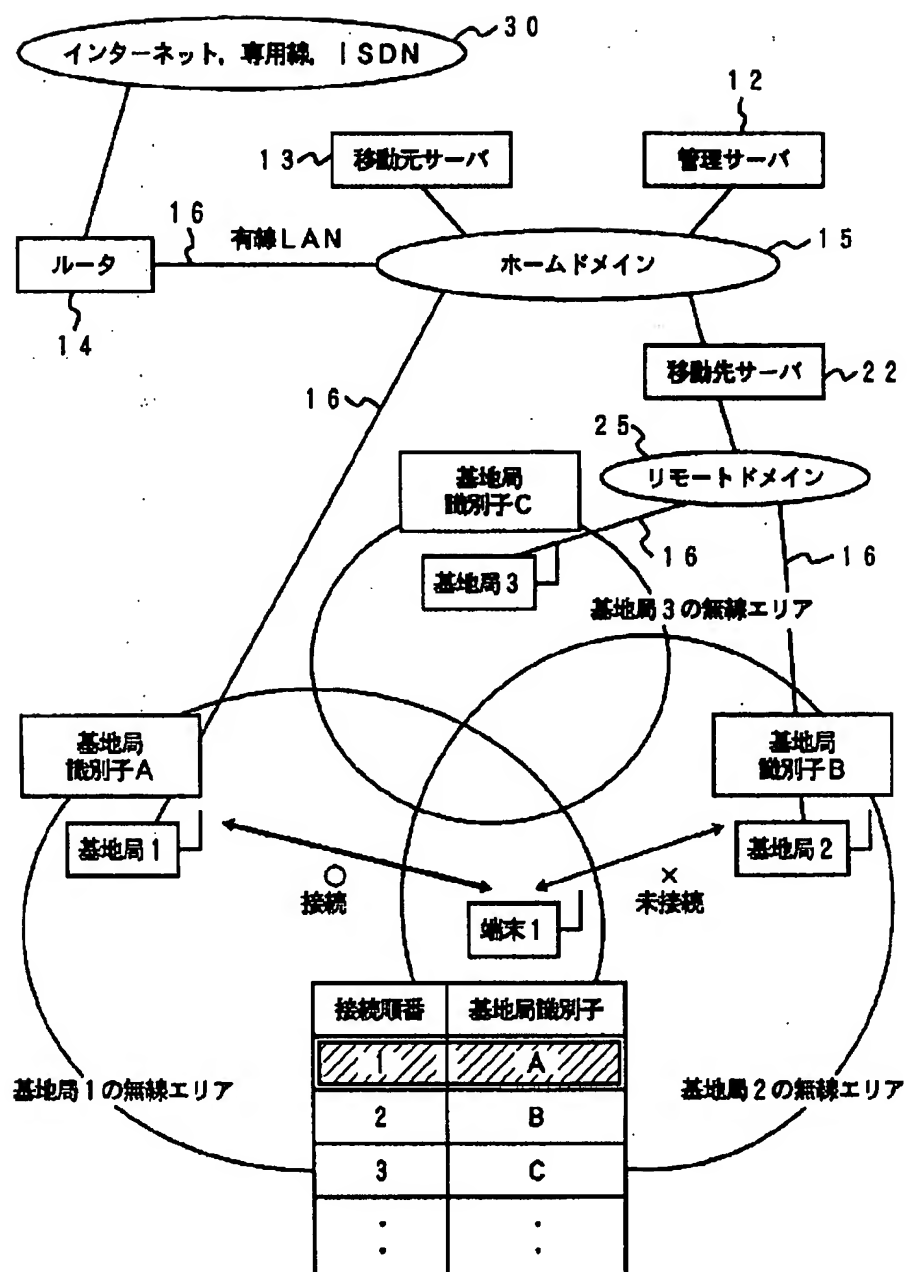 インターネット，専用線，ＩＳＤＮ
３０
１２
１３
移動元サーバ
管理サーバ
１６
有線ＬＡＮ
１５
ルータ
ホームドメイン
１４
移動先サーバ
２２
１６
２５
リモートドメイン
基地局
識別子Ｃ
１６
１６
基地局３
基地局３の無線エリア
基地局
識別子Ａ
基地局
識別子Ｂ
基地局１
基地局２
○
接続
×
未接続
端末１
接続順番 基地局識別子
１ Ａ
基地局１の無線エリア
基地局２の無線エリア
２ Ｂ
３ Ｃ
・ ・
・ ・